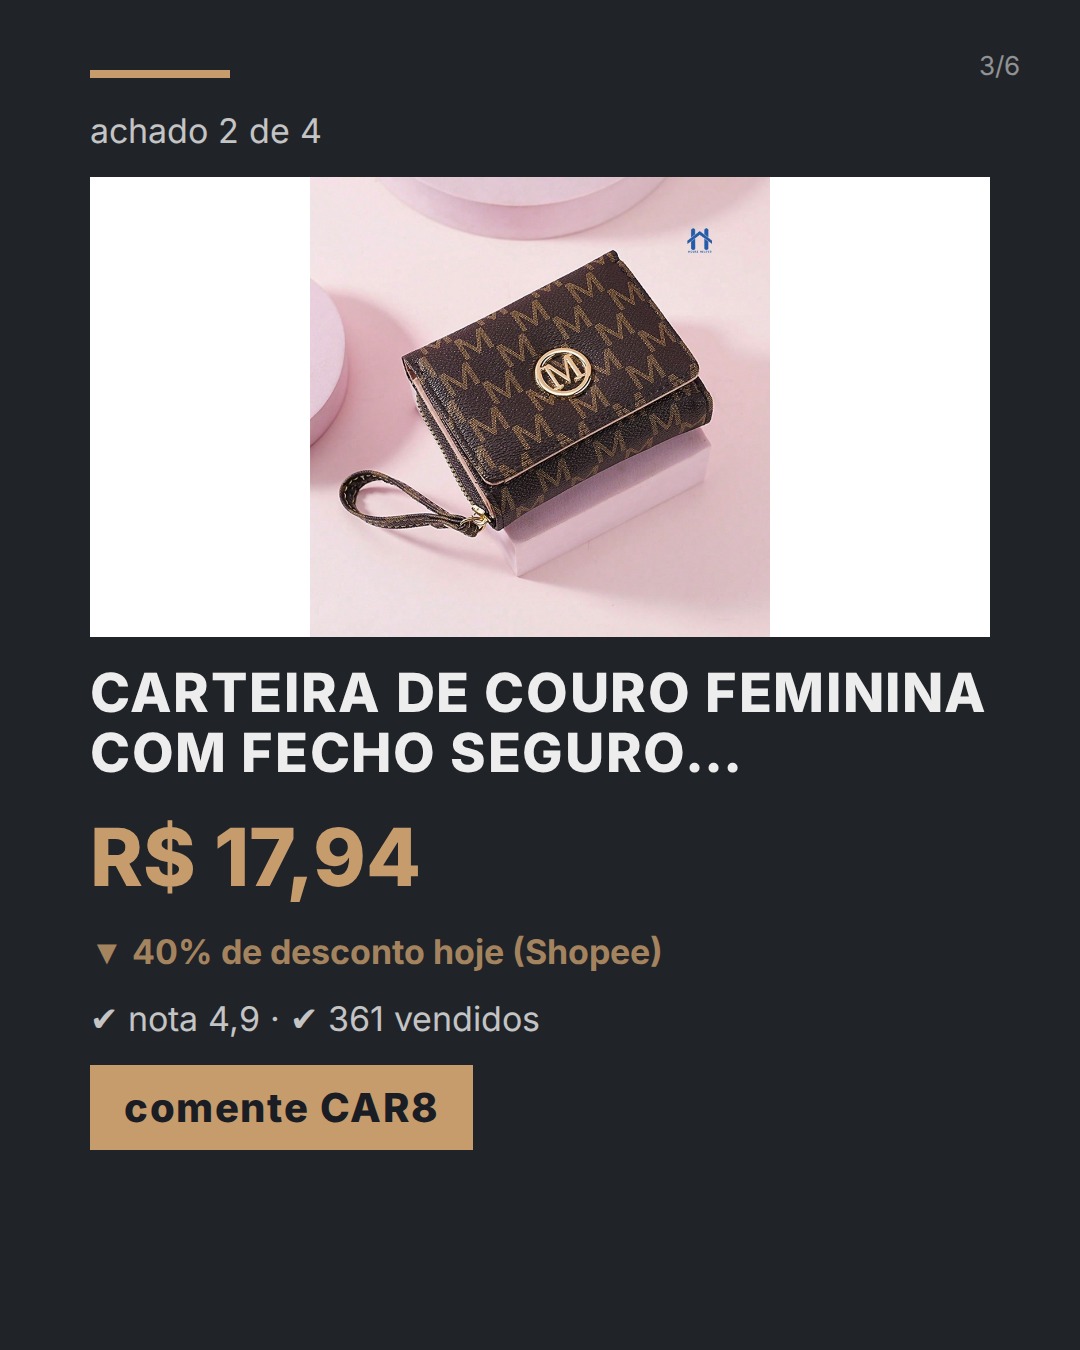 3/6
achado 2 de 4
M
CARTEIRA DE COURO FEMININA
COM FECHO SEGURO...
R$ 17,94
▼ 40% de desconto hoje (Shopee)
✔ nota 4,9 · ✔ 361 vendidos
comente CAR8